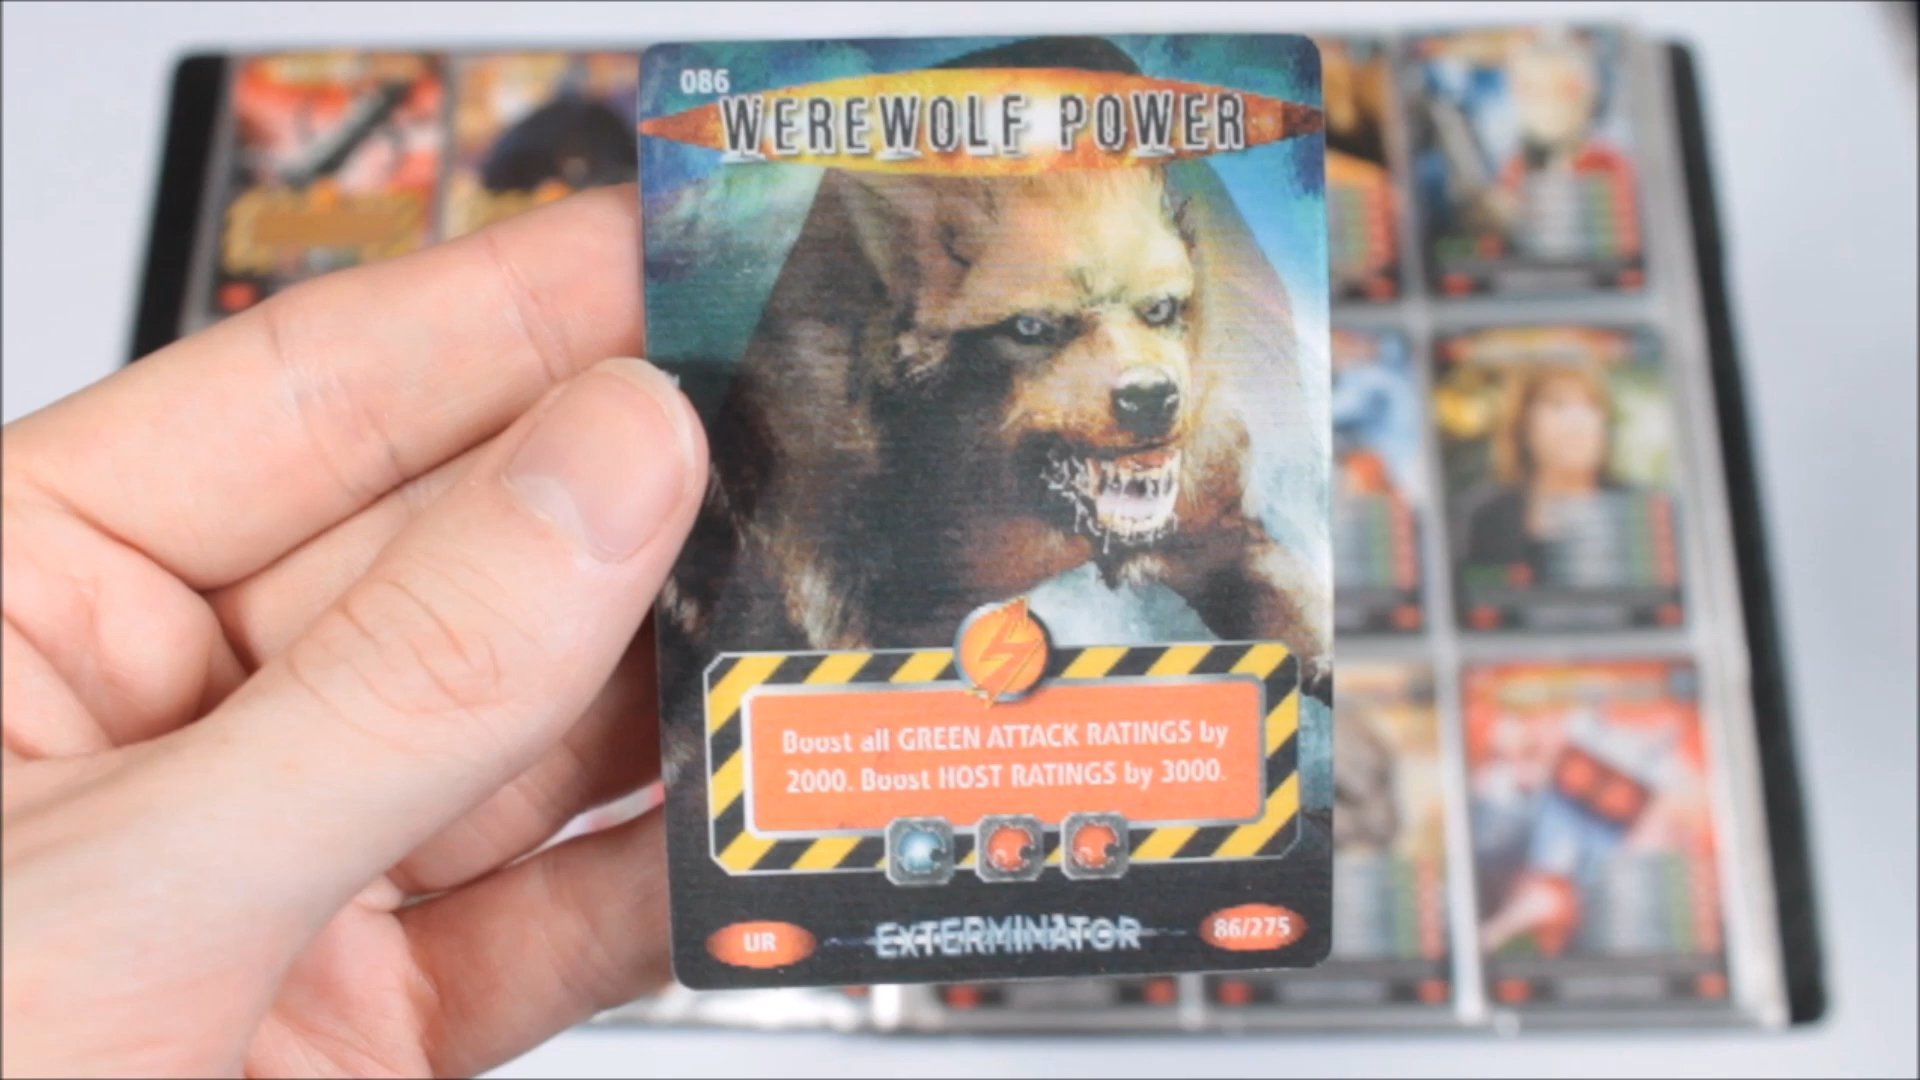 086
WEREWOLF POWER
Boost all GREEN ATTACK RATINGS by
2000. Boost HOST RATINGS by 3000.
UR
EXTERMINATOR
86/275